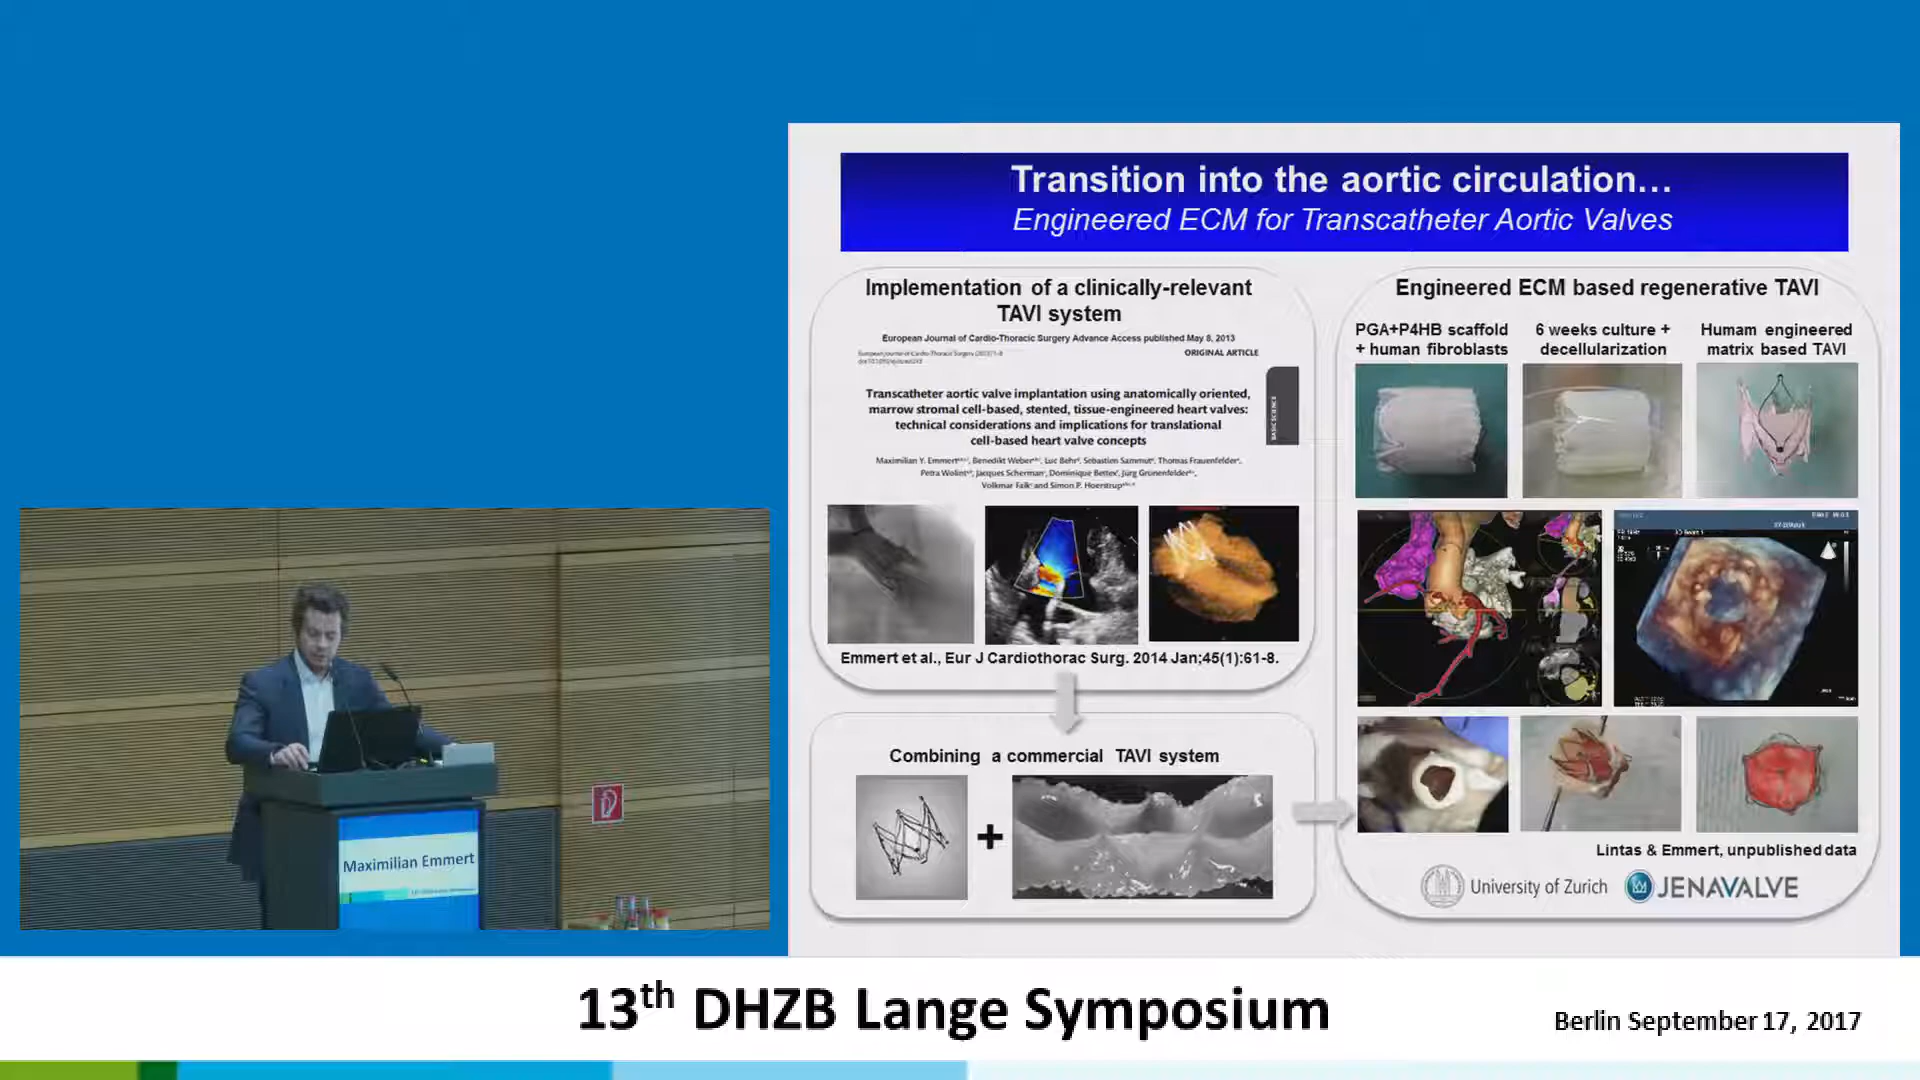 Transition into the aortic circulation...
Engineered ECM for Transcatheter Aortic Valves
Implementation of a clinically-relevant
TAVI system
European Journal of Cardio-Thoracic Surgery Advance Access published May 8, 2013
ORIGINAL ARTICLE
Transcatheter aortic valve implantation using anatomically oriented,
marrow stromal cell-based, stented, tissue-engineered heart valves:
technical considerations and implications for translational
cell-based heart valve concepts
BASIC SCIENCE
Maximilian Y. Emmert, Benedikt Weber, Luc Behr, Sebastien Sammut, Thomas Frauenfelder,
Petra Wolint, Jacques Scherman, Dominique Bettex, Jürg Grünenfelder,
Volkmar Falk and Simon P. Hoerstrup
Emmert et al., Eur J Cardiothorac Surg. 2014 Jan;45(1):61-8.
Combining a commercial TAVI system
+
Engineered ECM based regenerative TAVI
PGA+P4HB scaffold
+ human fibroblasts
6 weeks culture +
decellularization
Humam engineered
matrix based TAVI
Lintas & Emmert, unpublished data
University of Zurich
JENAVALVE
Maximilian Emmert
13th DHZB Lange Symposium
Berlin September 17, 2017